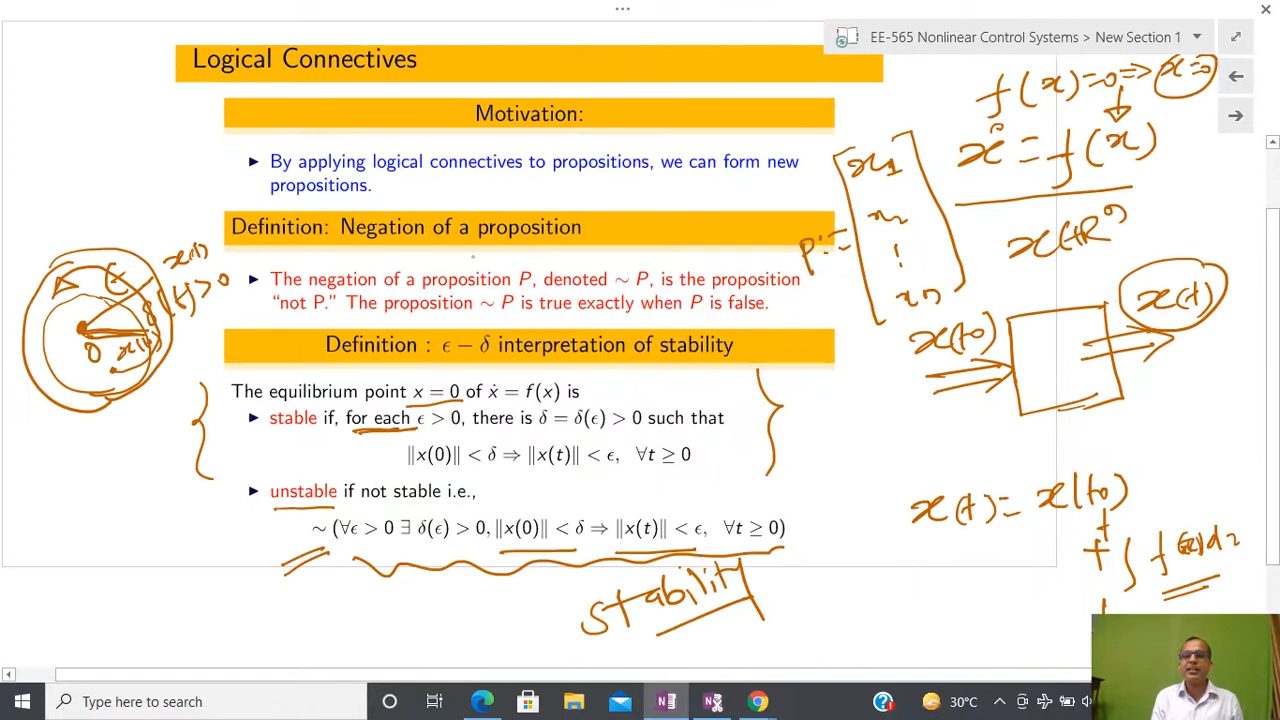 EE-565 Nonlinear Control Systems > New Section 1
Logical Connectives
Motivation:
▶ By applying logical connectives to propositions, we can form new
propositions.
Definition: Negation of a proposition
▶ The negation of a proposition P, denoted ∼ P, is the proposition
"not P." The proposition ∼ P is true exactly when P is false.
Definition : ϵ − δ interpretation of stability
The equilibrium point x = 0 of ẋ = f(x) is
▶ stable if, for each ϵ > 0, there is δ = δ(ϵ) > 0 such that
‖x(0)‖ < δ ⇒ ‖x(t)‖ < ϵ, ∀t ≥ 0
▶ unstable if not stable i.e.,
∼ (∀ϵ > 0 ∃ δ(ϵ) > 0, ‖x(0)‖ < δ ⇒ ‖x(t)‖ < ϵ, ∀t ≥ 0)
stability
f(x)=0 => x=0
ẋ = f(x)
x1
x2
x(t0)
x(t)
x(t)= x(t0)
+
Type here to search
30°C